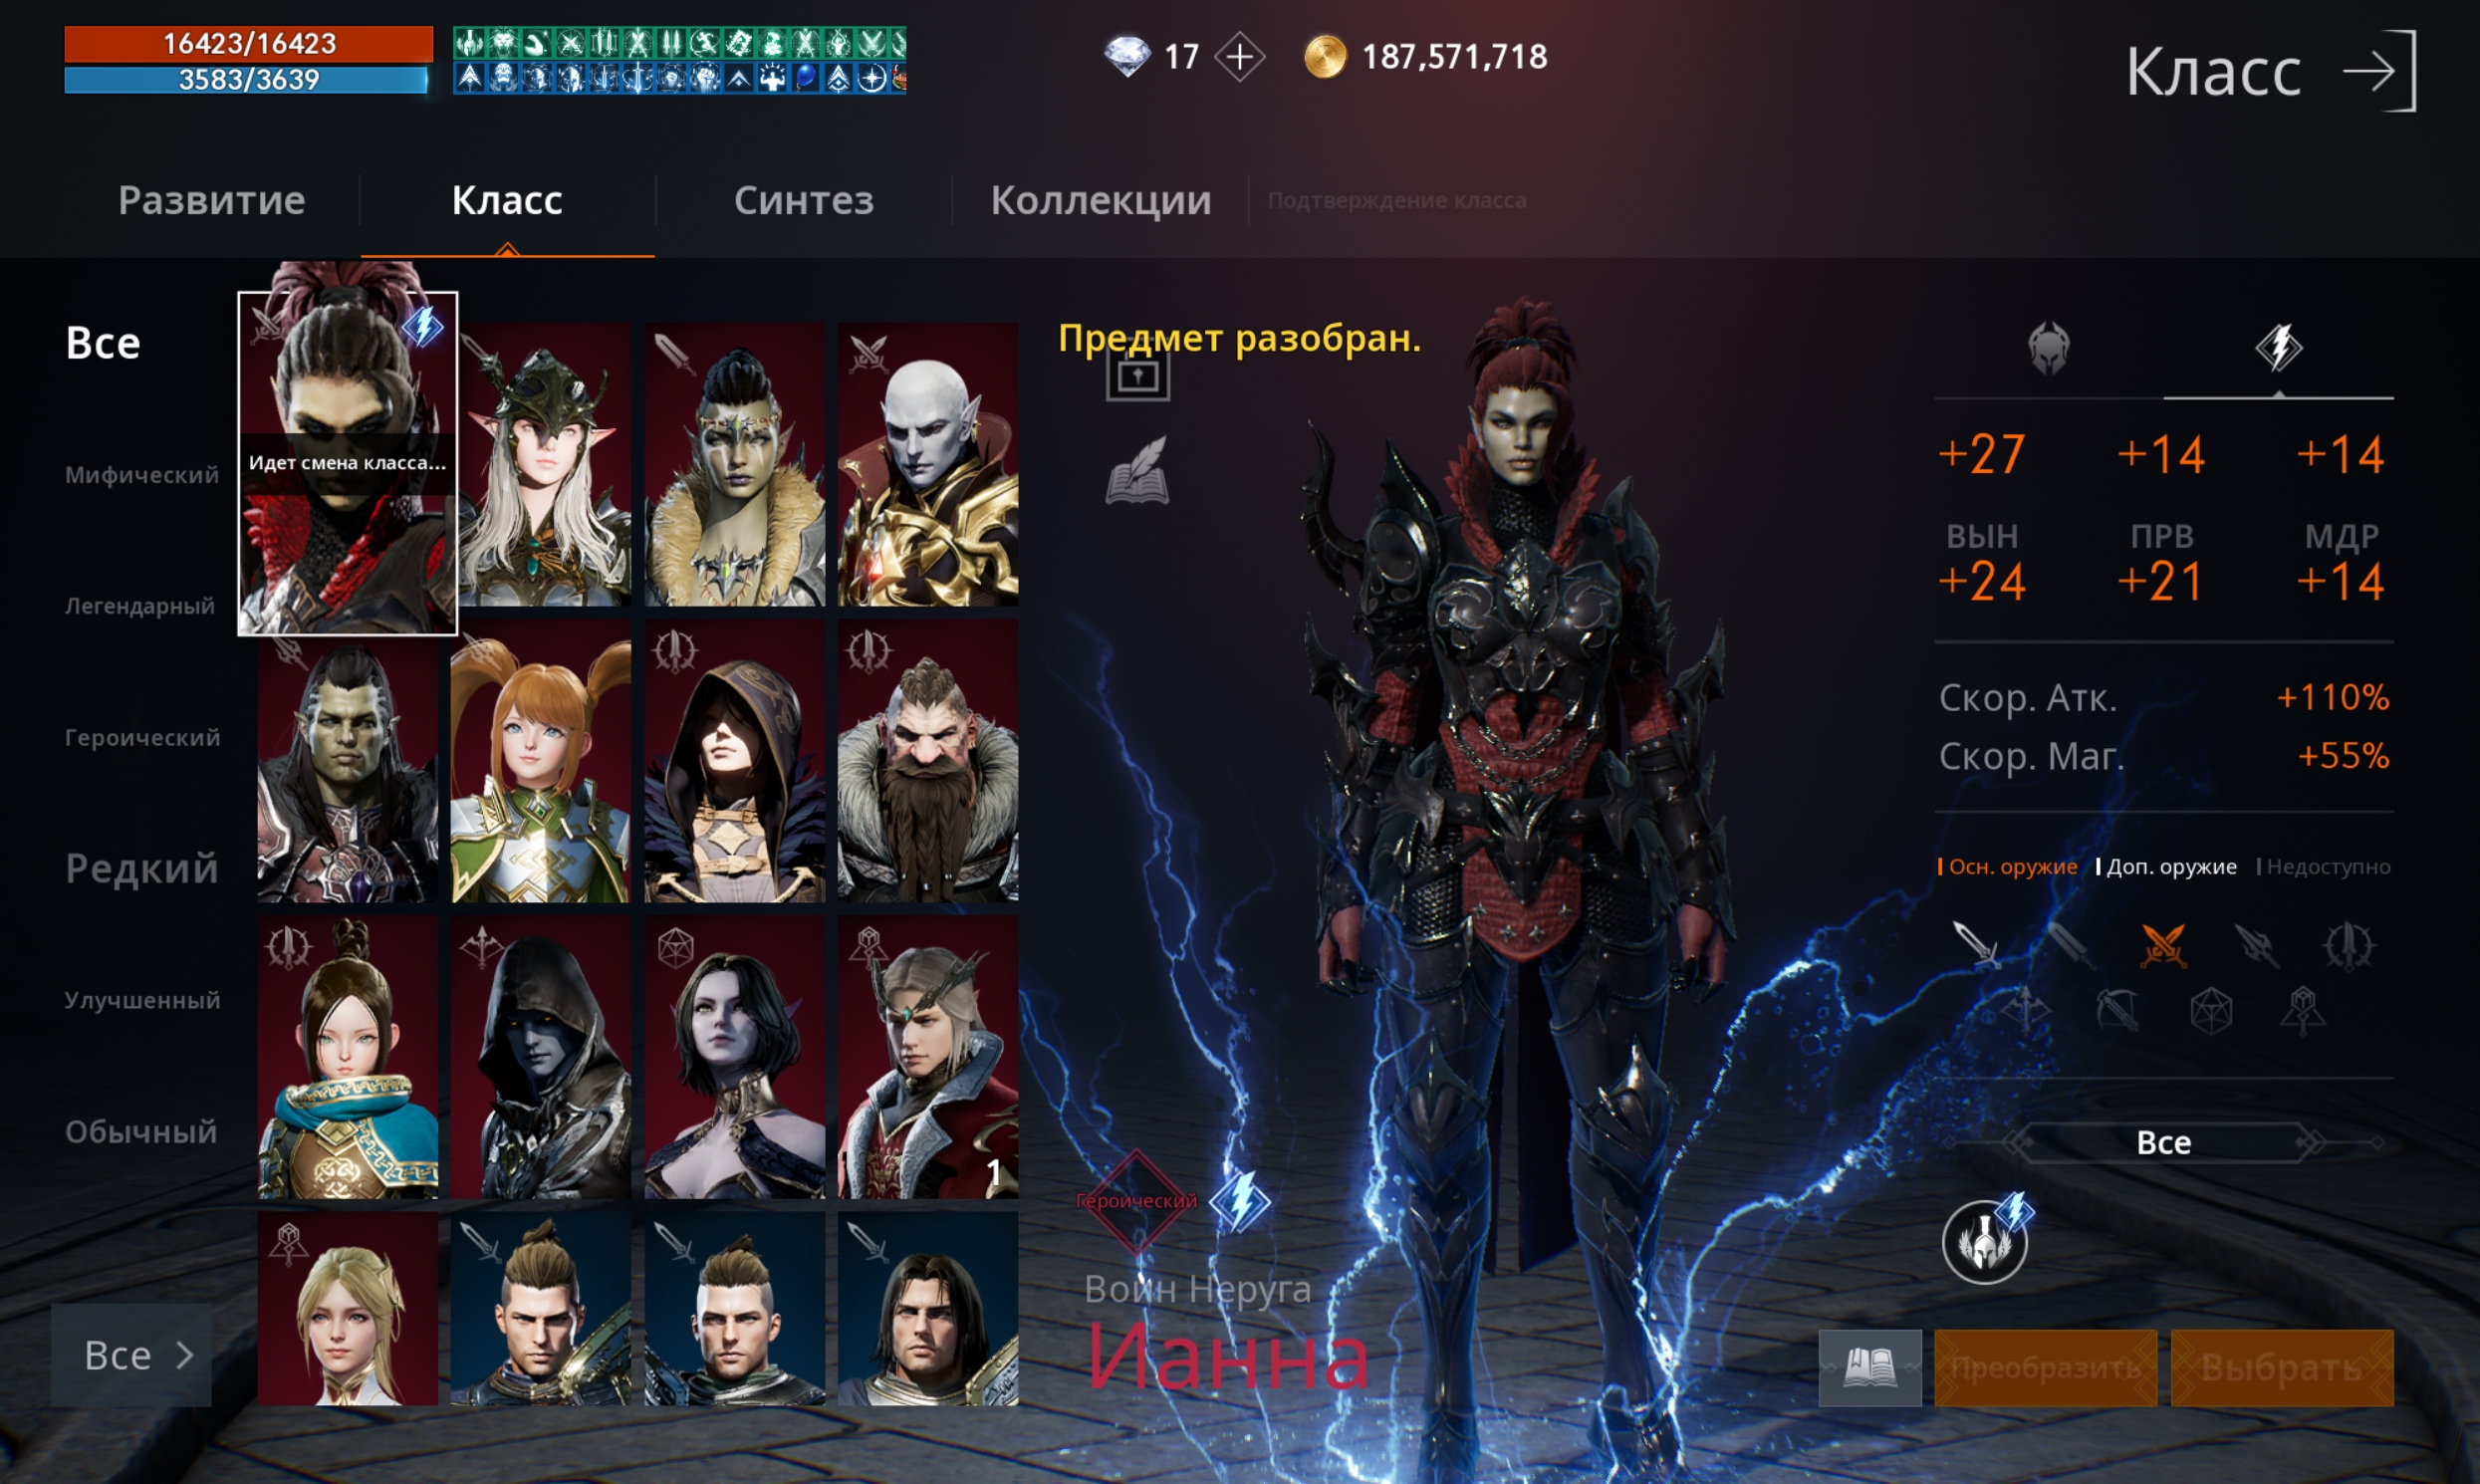 16423/16423
3583/3639
17
187,571,718
Класс
Развитие
Класс
Синтез
Коллекции
Подтверждение класса
Все
Мифический
Легендарный
Героический
Редкий
Улучшенный
Обычный
Все
Идет смена класса...
1
Предмет разобран.
Героический
Воин Неруга
Ианна
+27 +14 +14
ВЫН ПРВ МДР
+24 +21 +14
Скор. Атк. +110%
Скор. Маг. +55%
Осн. оружие Доп. оружие Недоступно
Все
Преобразить
Выбрать